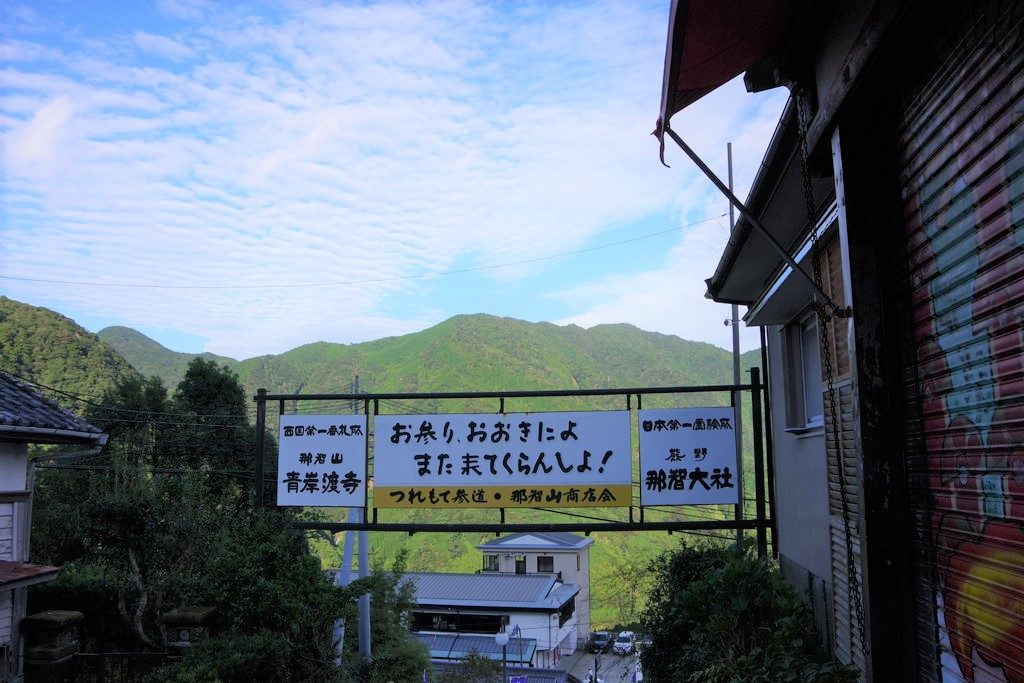 西国第一番札所
那智山
青岸渡寺
お参り、おおきによ
また来てくらんしよ!
つれもて参道・那智山商店会
日本第一霊験所
熊野
那智大社